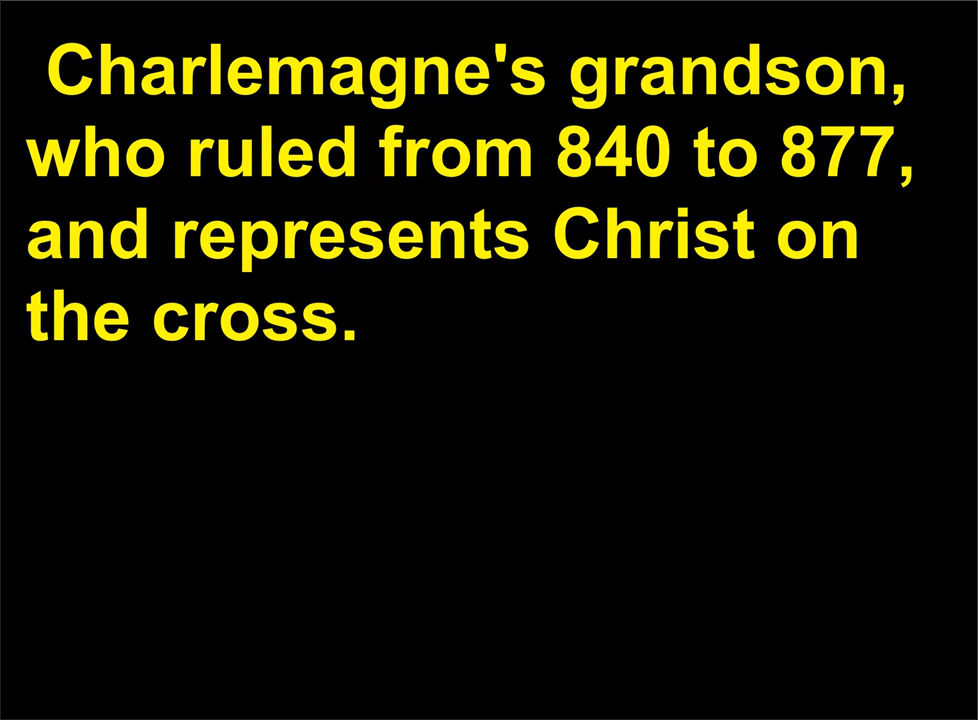 Charlemagne's grandson,
who ruled from 840 to 877,
and represents Christ on
the cross.